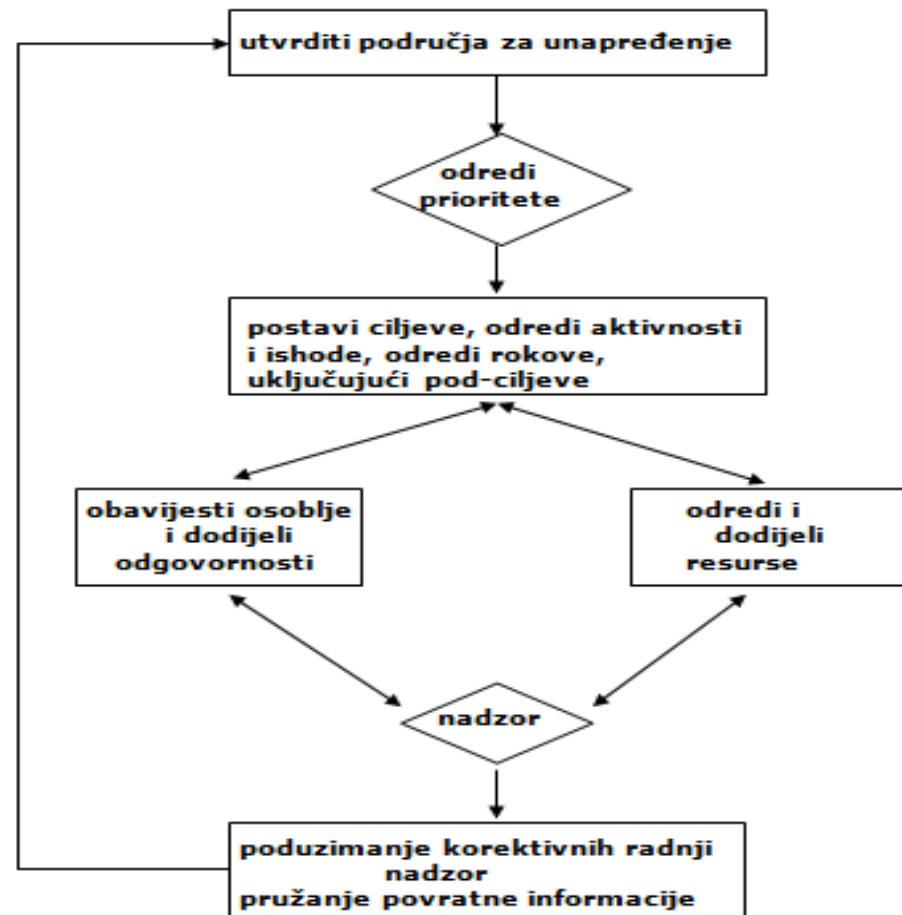 utvrditi područja za unapređenje
odredi
prioritete
postavi ciljeve, odredi aktivnosti
i ishode, odredi rokove,
uključujući pod-ciljeve
obavijesti osoblje
i dodijeli
odgovornosti
odredi i
dodijeli
resurse
nadzor
poduzimanje korektivnih radnji
nadzor
pružanje povratne informacije